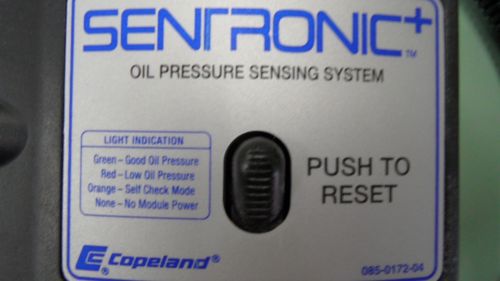 SENTRONIC+™
OIL PRESSURE SENSING SYSTEM
LIGHT INDICATION
Green – Good Oil Pressure
Red – Low Oil Pressure
Orange – Self Check Mode
None – No Module Power
PUSH TO
RESET
CE® Copeland®
085-0172-04